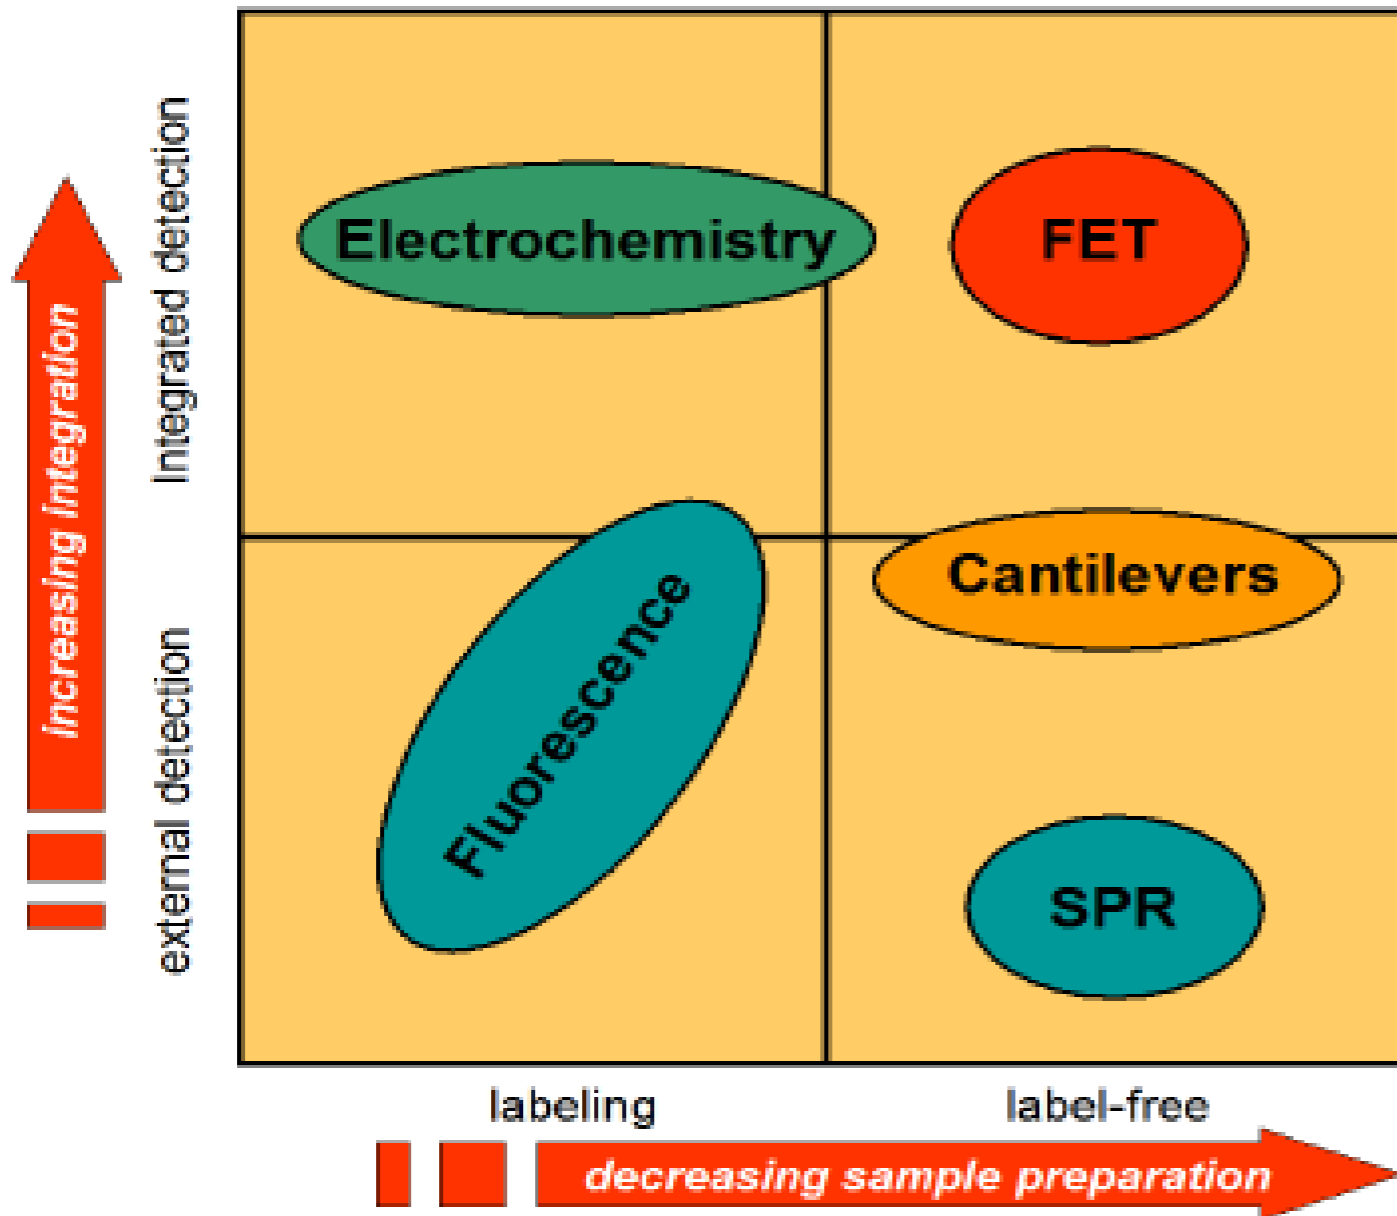 Integrated detection
increasing integration
external detection
Electrochemistry
FET
Fluorescence
Cantilevers
SPR
labeling
label-free
decreasing sample preparation